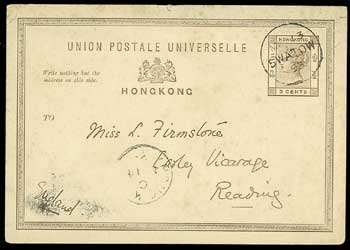 UNION POSTALE UNIVERSELLE
Write nothing but the
address on this side.
HONGKONG
HONGKONG
3 CENTS
SWATOW
TO
Miss L. Firmstone
Vicarage
Reading.
England.